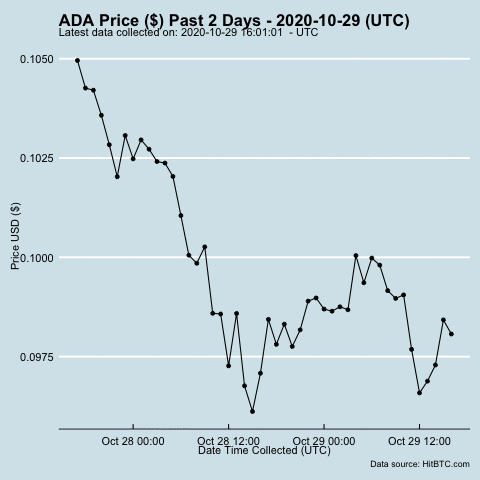 ADA Price ($) Past 2 Days - 2020-10-29 (UTC)
Latest data collected on: 2020-10-29 16:01:01 - UTC
0.1050
0.1025
0.1000
0.0975
Price USD ($)
Oct 28 00:00 Oct 28 12:00 Oct 29 00:00 Oct 29 12:00
Date Time Collected (UTC)
Data source: HitBTC.com